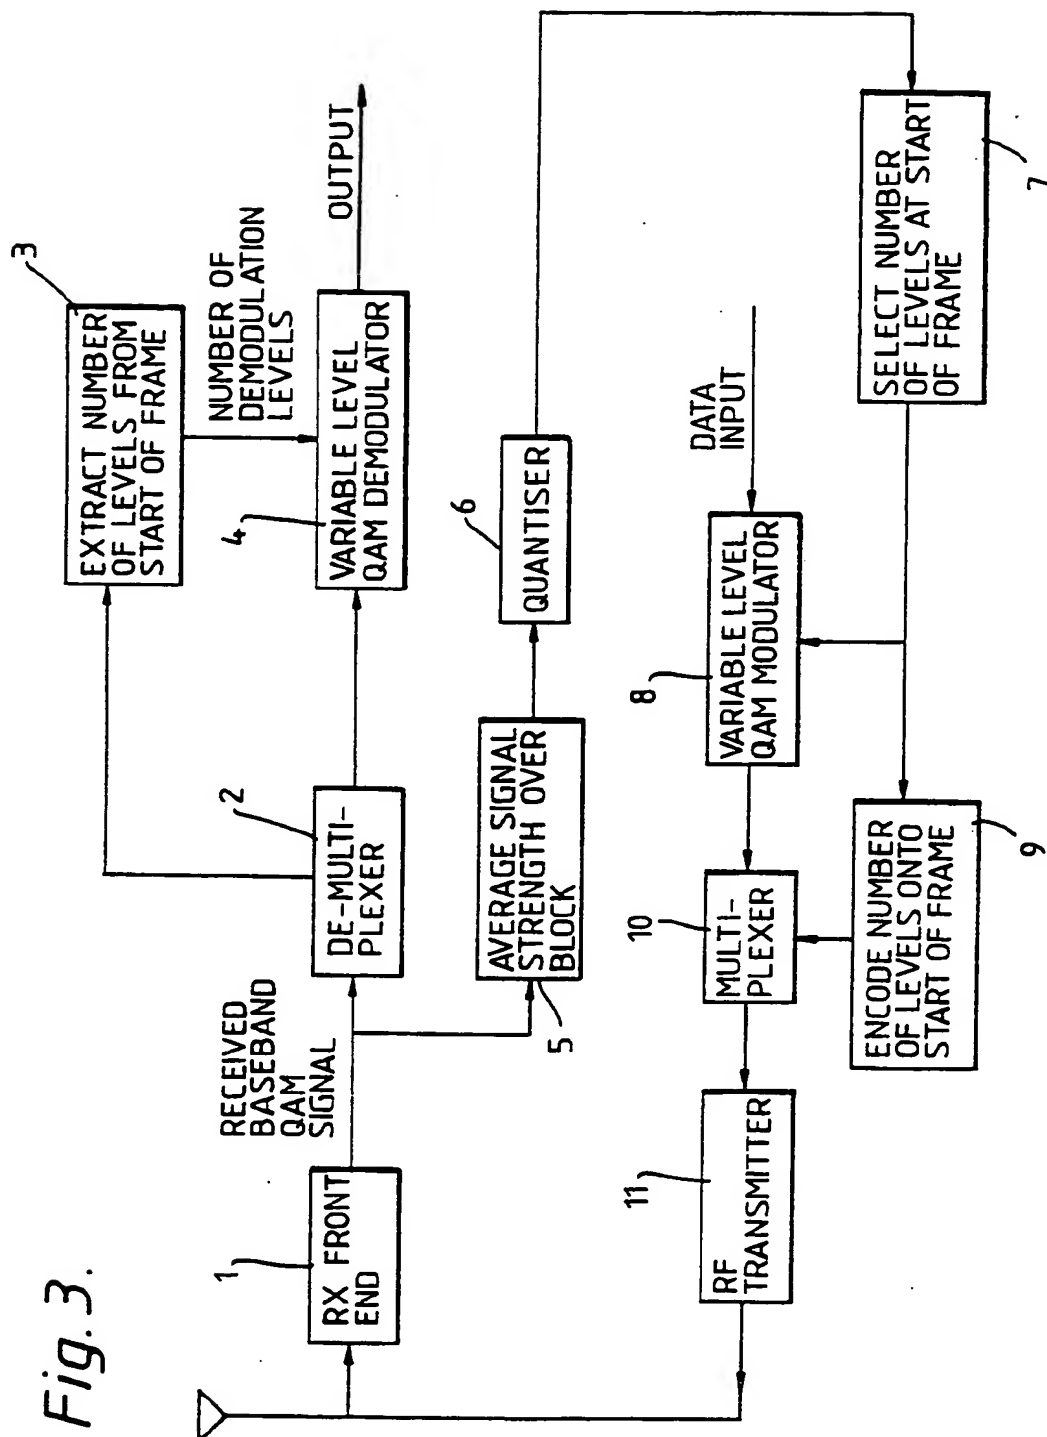 Fig. 3.
1
RX FRONT
END
RECEIVED
BASEBAND
QAM
SIGNAL
2
DE-MULTI-
PLEXER
3
EXTRACT NUMBER
OF LEVELS FROM
START OF FRAME
NUMBER OF
DEMODULATION
LEVELS
4
VARIABLE LEVEL
QAM DEMODULATOR
OUTPUT
5
AVERAGE SIGNAL
STRENGTH OVER
BLOCK
6
QUANTISER
7
SELECT NUMBER
OF LEVELS AT START
OF FRAME
DATA
INPUT
8
VARIABLE LEVEL
QAM MODULATOR
9
ENCODE NUMBER
OF LEVELS ONTO
START OF FRAME
10
MULTI-
PLEXER
11
RF
TRANSMITTER